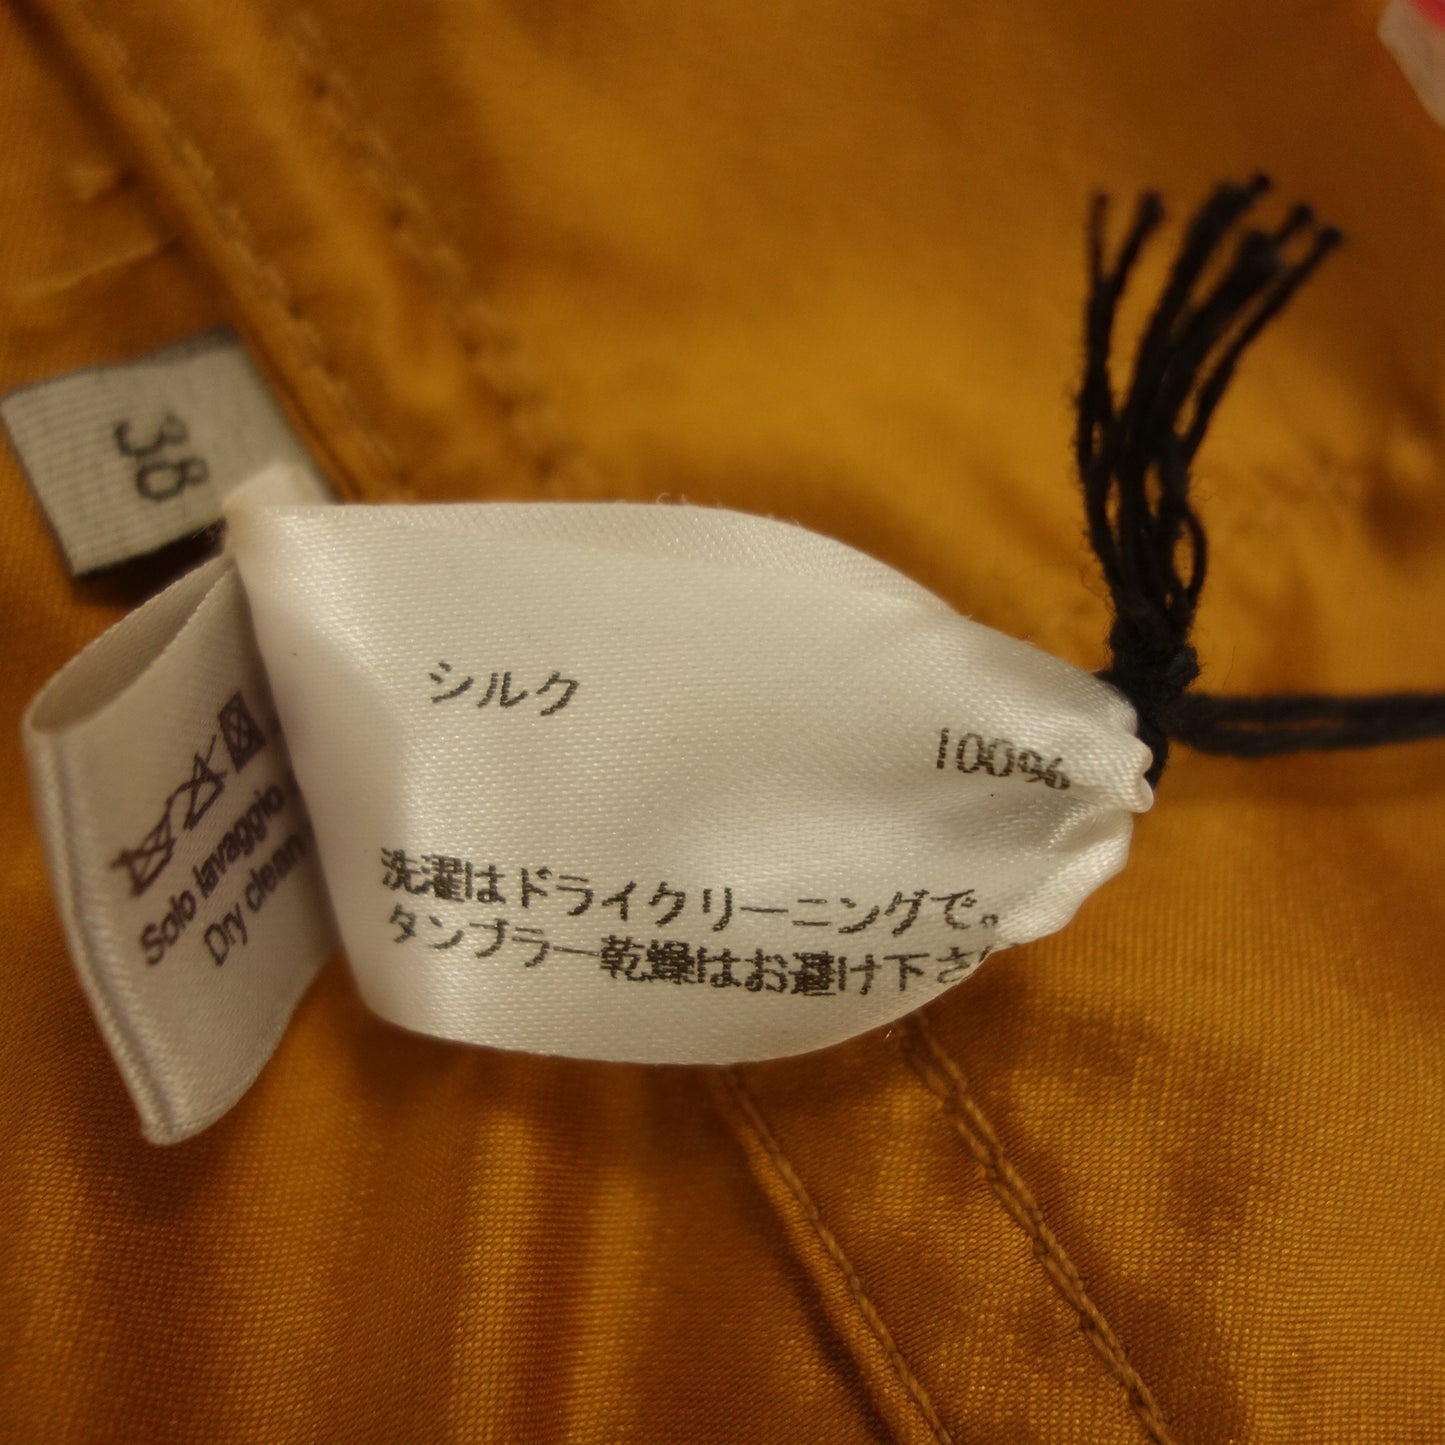 38
シルク
100%
洗濯はドライクリーニングで。
タンブラー乾燥はお避け下さ
Solo lavaggio
Dry clean